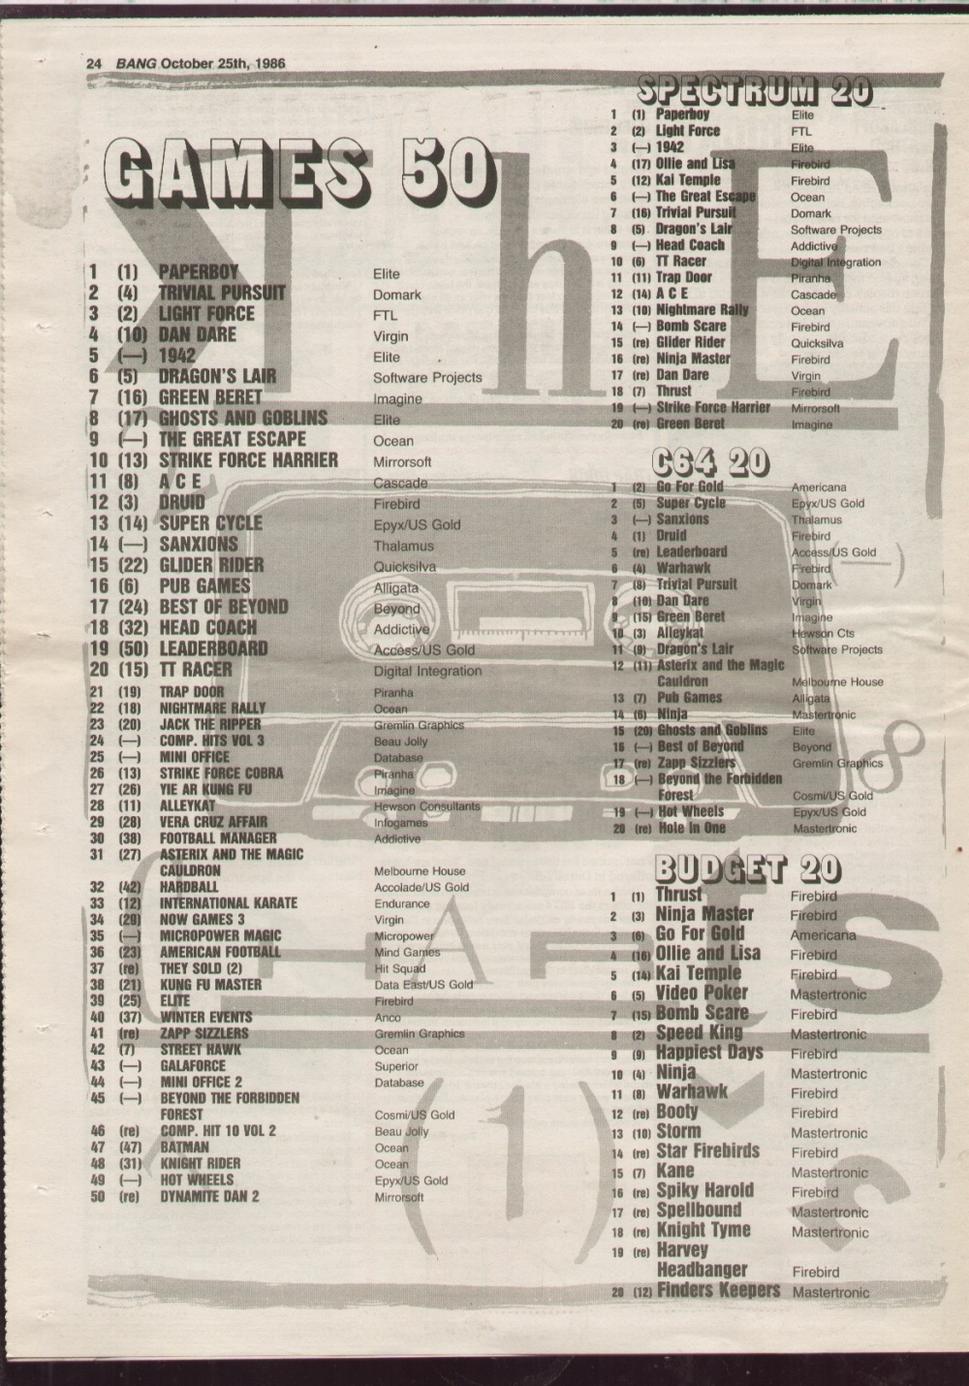 24 BANG October 25th, 1986
GAMES 50
1 (1) PAPERBOY Elite
2 (4) TRIVIAL PURSUIT Domark
3 (2) LIGHT FORCE FTL
4 (10) DAN DARE Virgin
5 (—) 1942 Elite
6 (5) DRAGON'S LAIR Software Projects
7 (16) GREEN BERET Imagine
8 (17) GHOSTS AND GOBLINS Elite
9 (—) THE GREAT ESCAPE Ocean
10 (13) STRIKE FORCE HARRIER Mirrorsoft
11 (8) A C E Cascade
12 (3) DRUID Firebird
13 (14) SUPER CYCLE Epyx/US Gold
14 (—) SANXIONS Thalamus
15 (22) GLIDER RIDER Quicksilva
16 (6) PUB GAMES Alligata
17 (24) BEST OF BEYOND Beyond
18 (32) HEAD COACH Addictive
19 (50) LEADERBOARD Access/US Gold
20 (15) TT RACER Digital Integration
21 (19) TRAP DOOR Piranha
22 (18) NIGHTMARE RALLY Ocean
23 (20) JACK THE RIPPER Gremlin Graphics
24 (—) COMP. HITS VOL 3 Beau Jolly
25 (—) MINI OFFICE Database
26 (13) STRIKE FORCE COBRA Piranha
27 (26) YIE AR KUNG FU Imagine
28 (11) ALLEYKAT Hewson Consultants
29 (28) VERA CRUZ AFFAIR Infogames
30 (38) FOOTBALL MANAGER Addictive
31 (27) ASTERIX AND THE MAGIC
CAULDRON Melbourne House
32 (42) HARDBALL Accolade/US Gold
33 (12) INTERNATIONAL KARATE Endurance
34 (29) NOW GAMES 3 Virgin
35 (—) MICROPOWER MAGIC Micropower
36 (23) AMERICAN FOOTBALL Mind Games
37 (re) THEY SOLD (2) Hit Squad
38 (21) KUNG FU MASTER Data East/US Gold
39 (25) ELITE Firebird
40 (37) WINTER EVENTS Anco
41 (re) ZAPP SIZZLERS Gremlin Graphics
42 (7) STREET HAWK Ocean
43 (—) GALAFORCE Superior
44 (—) MINI OFFICE 2 Database
45 (—) BEYOND THE FORBIDDEN
FOREST Cosmi/US Gold
46 (re) COMP. HIT 10 VOL 2 Beau Jolly
47 (47) BATMAN Ocean
48 (31) KNIGHT RIDER Ocean
49 (—) HOT WHEELS Epyx/US Gold
50 (re) DYNAMITE DAN 2 Mirrorsoft
SPECTRUM 20
1 (1) Paperboy Elite
2 (2) Light Force FTL
3 (—) 1942 Elite
4 (17) Ollie and Lisa Firebird
5 (12) Kai Temple Firebird
6 (—) The Great Escape Ocean
7 (16) Trivial Pursuit Domark
8 (5) Dragon's Lair Software Projects
9 (—) Head Coach Addictive
10 (6) TT Racer Digital Integration
11 (11) Trap Door Piranha
12 (14) A C E Cascade
13 (10) Nightmare Rally Ocean
14 (—) Bomb Scare Firebird
15 (re) Glider Rider Quicksilva
16 (re) Ninja Master Firebird
17 (re) Dan Dare Virgin
18 (7) Thrust Firebird
19 (—) Strike Force Harrier Mirrorsoft
20 (re) Green Beret Imagine
C64 20
1 (2) Go For Gold Americana
2 (5) Super Cycle Epyx/US Gold
3 (—) Sanxions Thalamus
4 (1) Druid Firebird
5 (re) Leaderboard Access/US Gold
6 (4) Warhawk Firebird
7 (8) Trivial Pursuit Domark
8 (10) Dan Dare Virgin
9 (15) Green Beret Imagine
10 (3) Alleykat Hewson Cts
11 (9) Dragon's Lair Software Projects
12 (11) Asterix and the Magic
Cauldron Melbourne House
13 (7) Pub Games Alligata
14 (6) Ninja Mastertronic
15 (20) Ghosts and Goblins Elite
16 (—) Best of Beyond Beyond
17 (re) Zapp Sizzlers Gremlin Graphics
18 (—) Beyond the Forbidden
Forest Cosmi/US Gold
19 (—) Hot Wheels Epyx/US Gold
20 (re) Hole in One Mastertronic
BUDGET 20
1 (1) Thrust Firebird
2 (3) Ninja Master Firebird
3 (6) Go For Gold Americana
4 (16) Ollie and Lisa Firebird
5 (14) Kai Temple Firebird
6 (5) Video Poker Mastertronic
7 (15) Bomb Scare Firebird
8 (2) Speed King Mastertronic
9 (9) Happiest Days Firebird
10 (4) Ninja Mastertronic
11 (8) Warhawk Firebird
12 (re) Booty Firebird
13 (10) Storm Mastertronic
14 (re) Star Firebirds Firebird
15 (7) Kane Mastertronic
16 (re) Spiky Harold Firebird
17 (re) Spellbound Mastertronic
18 (re) Knight Tyme Mastertronic
19 (re) Harvey
Headbanger Firebird
20 (12) Finders Keepers Mastertronic
thE
CHArtS
(—)
8
(1)